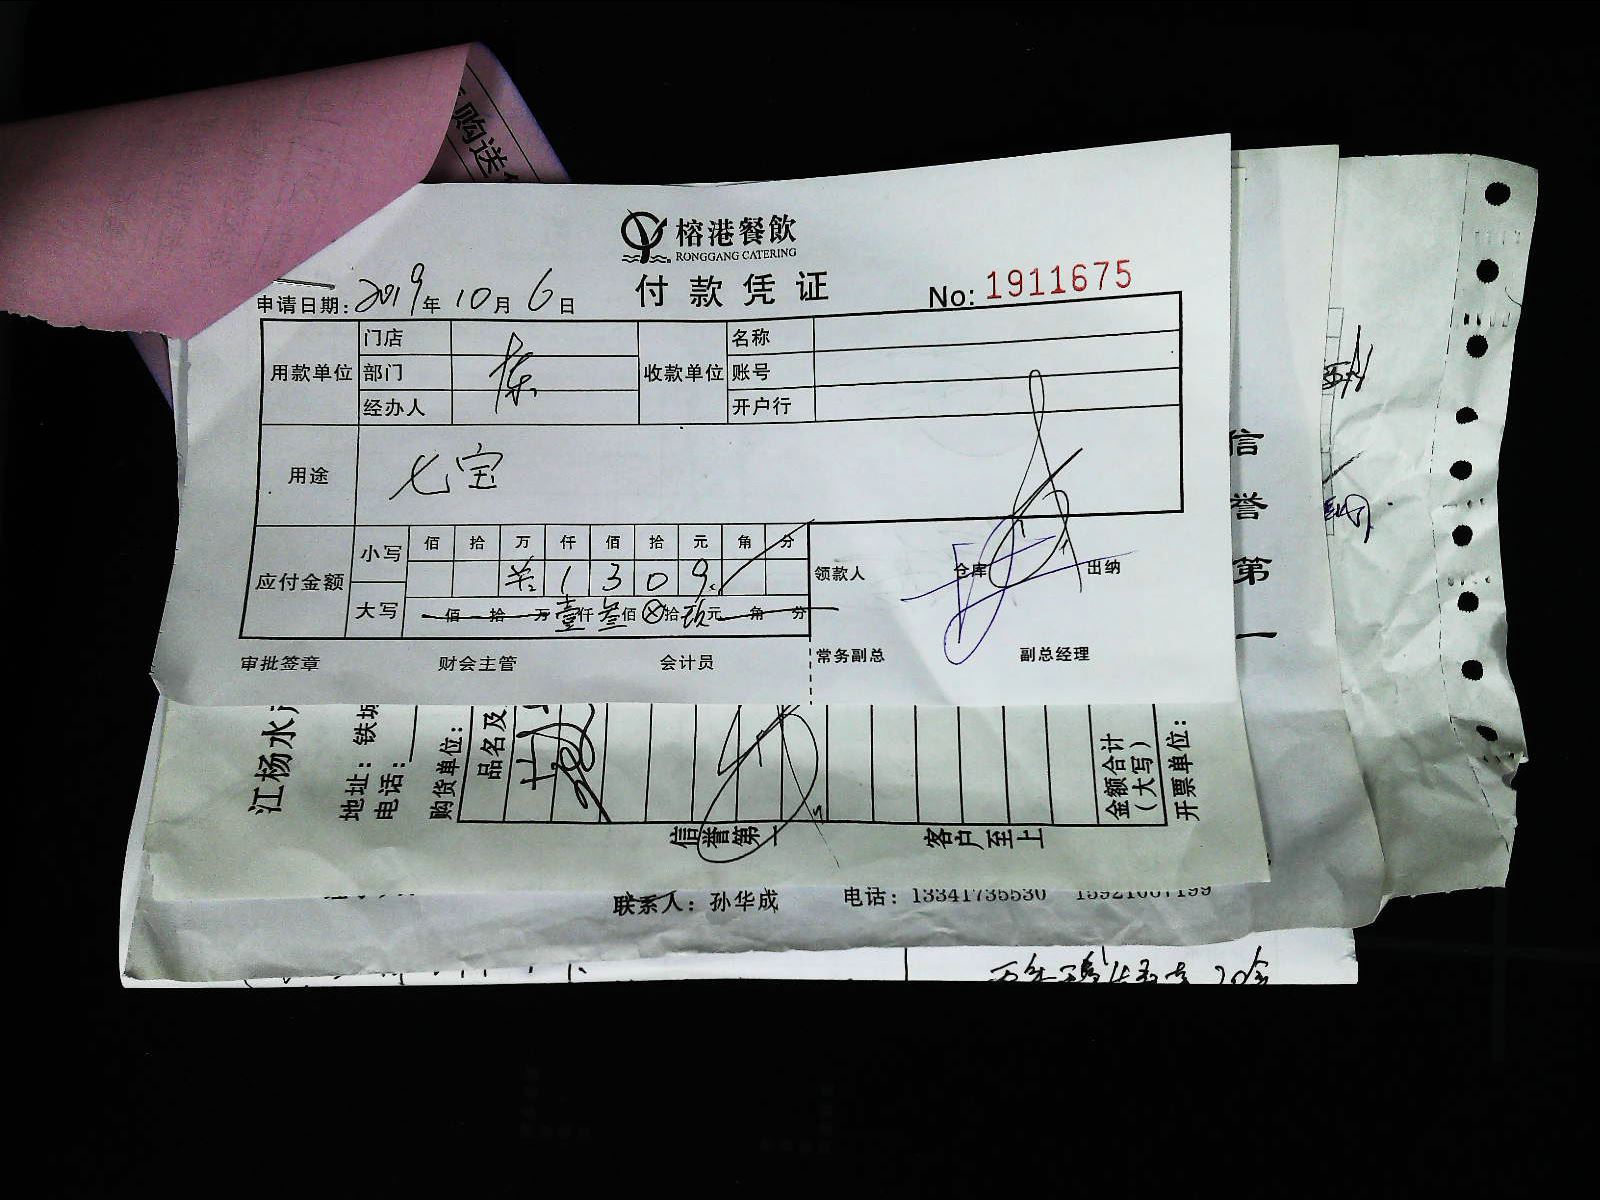 购送
榕港餐飲
RONGGANG CATERING
付款凭证
No: 1911675
申请日期: 2019年10月6日
用款单位 门店 收款单位 名称
部门 账号
经办人 开户行
用途 七宝
应付金额 小写 佰 拾 万 仟 佰 拾 元 角 分
1 3 0 9
大写 佰 拾 万 壹仟 叁佰 ⊗拾 玖元 角 分
领款人 仓库 出纳
审批签章 财会主管 会计员 常务副总 副总经理
信誉第一
江杨水
地址: 铁城
电话:
购货单位:
品名及
金额合计
(大写)
开票单位:
信誉第一 客户至上
联系人: 孙华成 电话: 13341735530